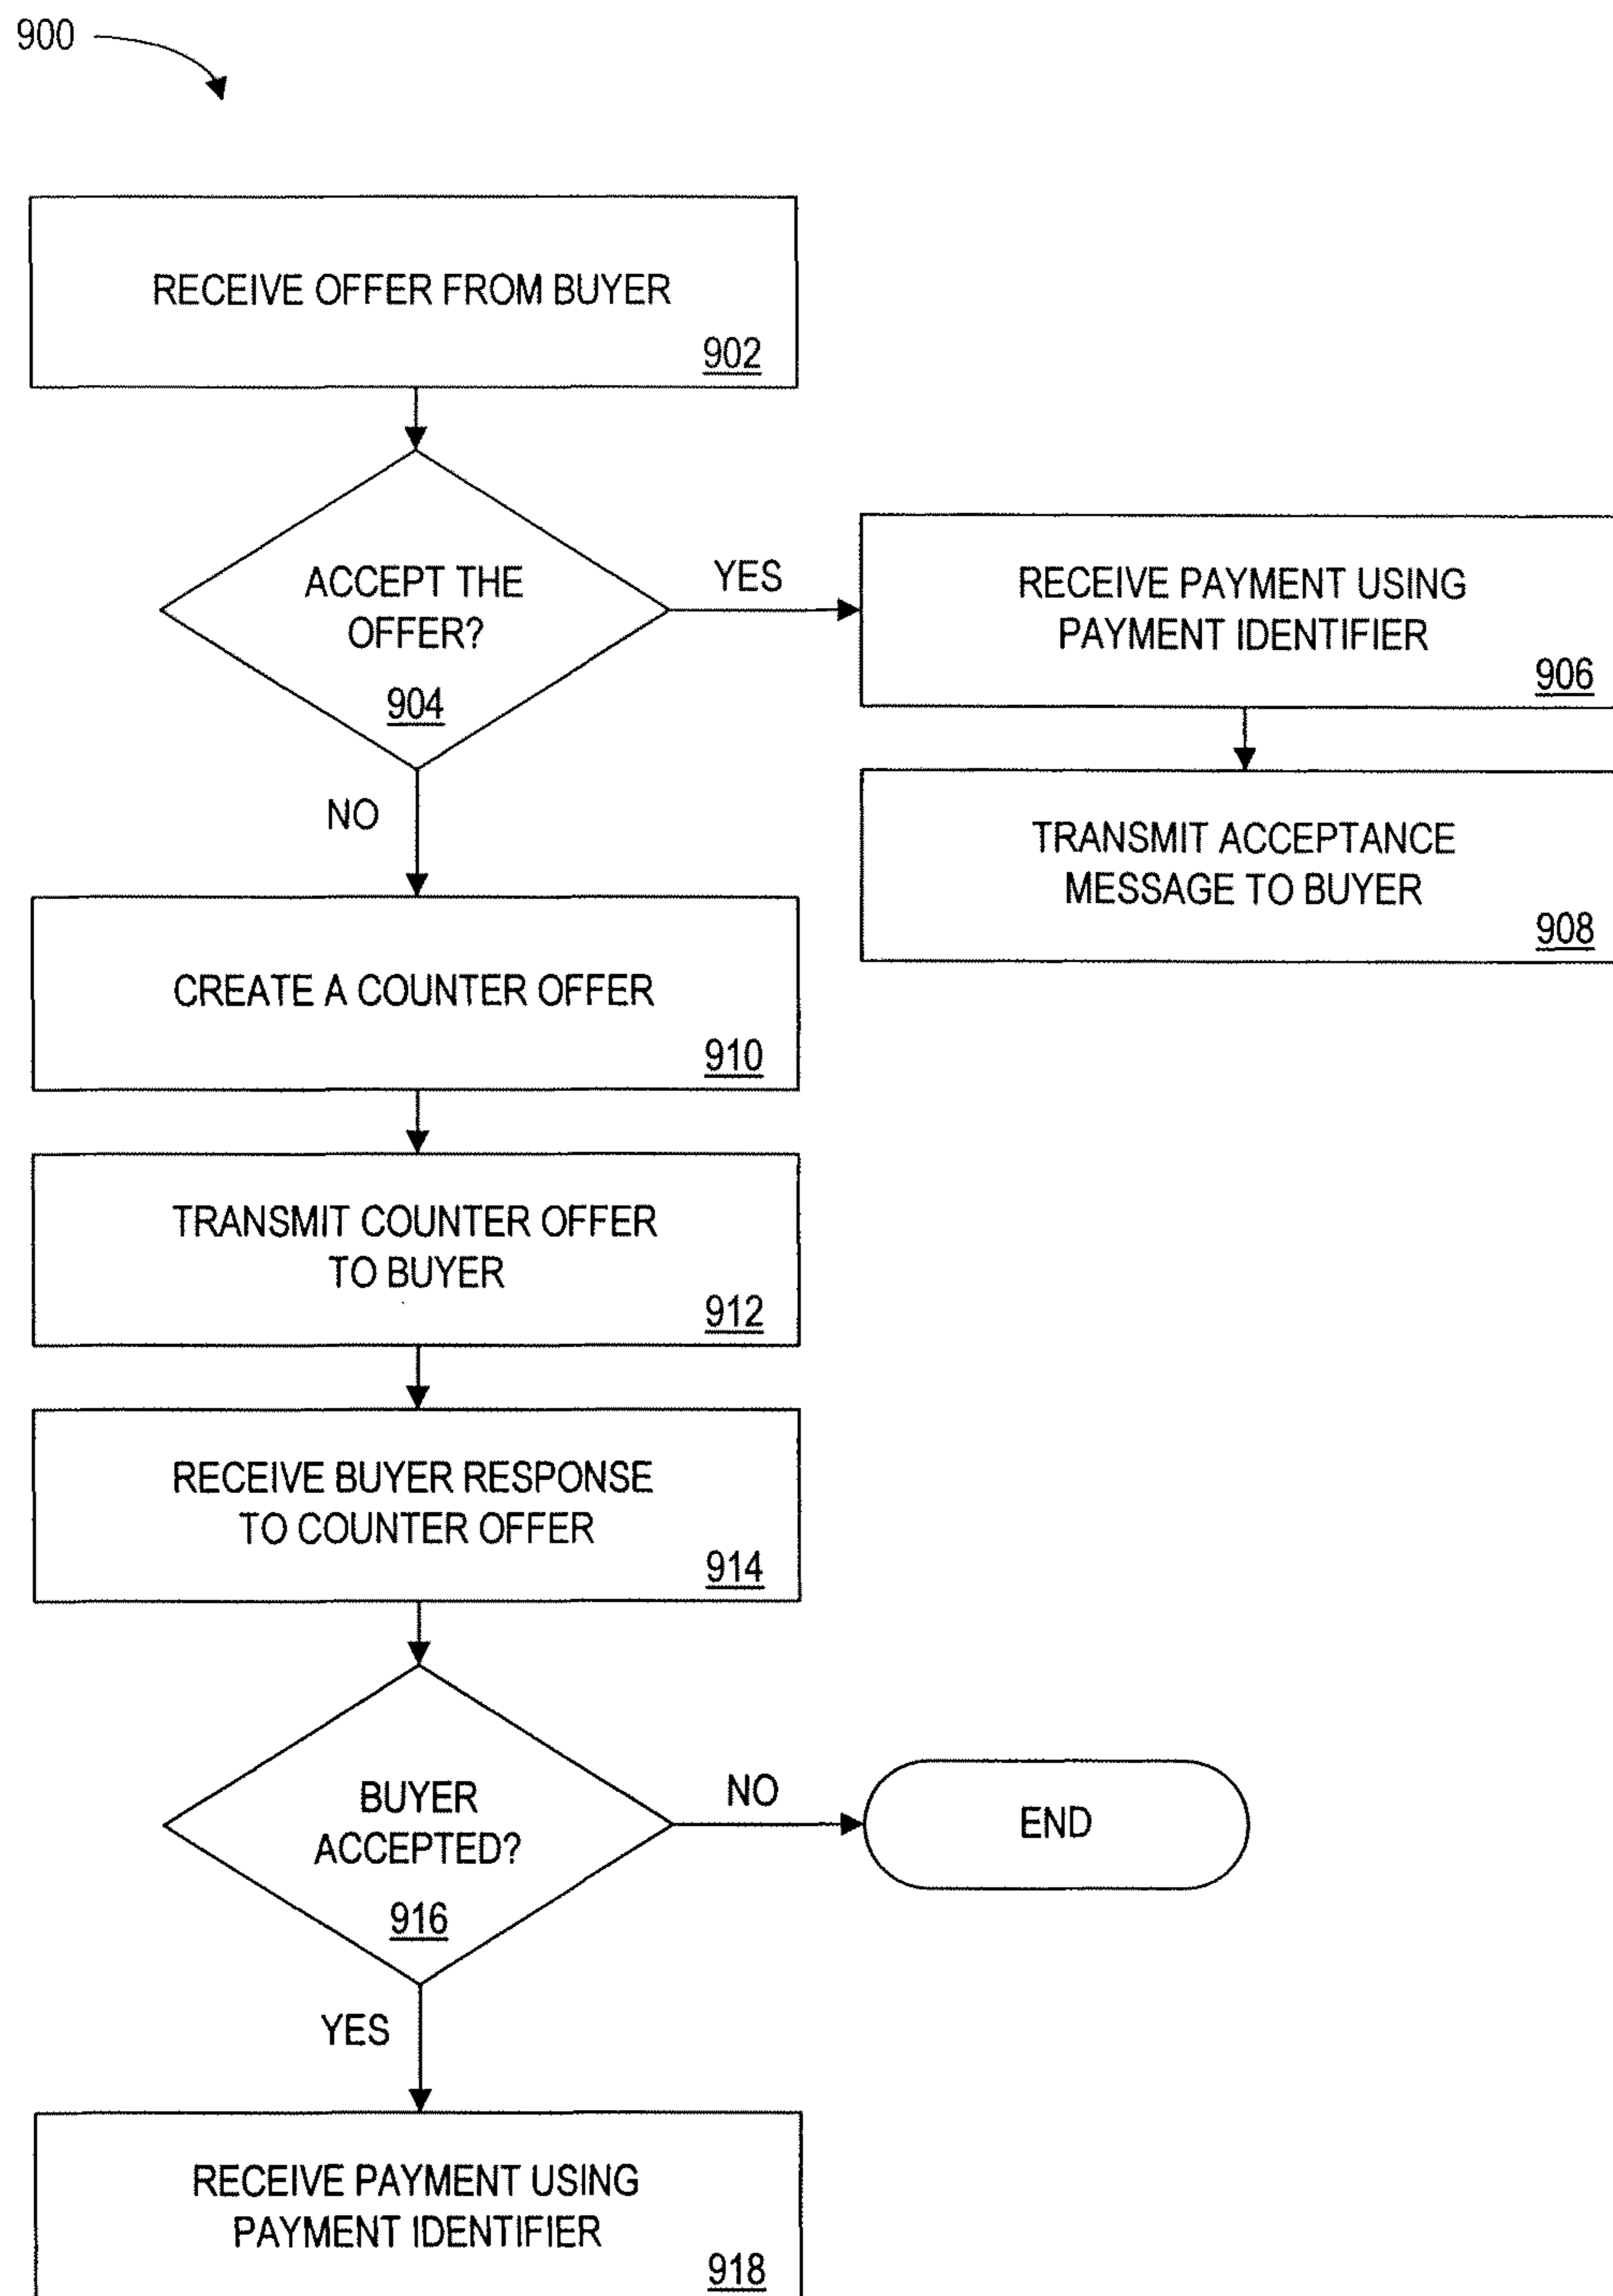 900
RECEIVE OFFER FROM BUYER
902
ACCEPT THE
OFFER?
904
YES
RECEIVE PAYMENT USING
PAYMENT IDENTIFIER
906
TRANSMIT ACCEPTANCE
MESSAGE TO BUYER
908
NO
CREATE A COUNTER OFFER
910
TRANSMIT COUNTER OFFER
TO BUYER
912
RECEIVE BUYER RESPONSE
TO COUNTER OFFER
914
BUYER
ACCEPTED?
916
NO
END
YES
RECEIVE PAYMENT USING
PAYMENT IDENTIFIER
918